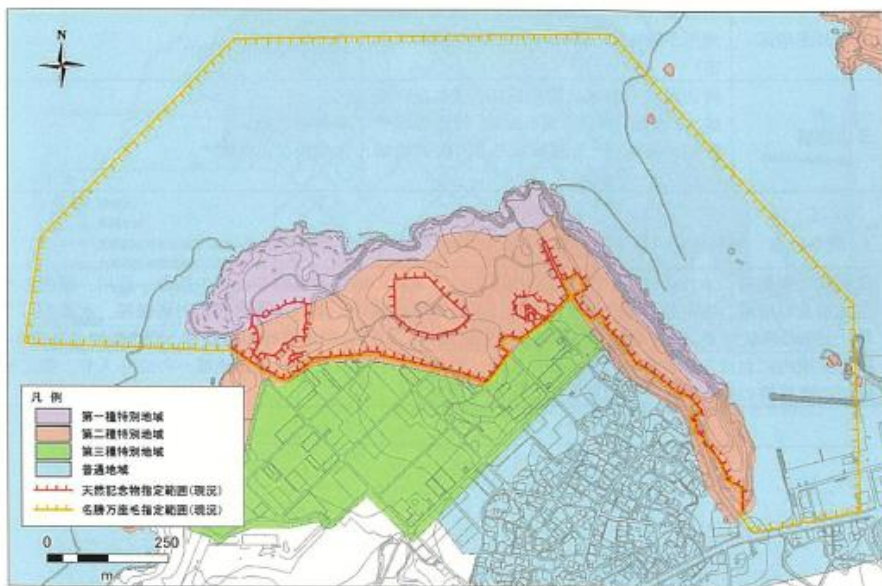 N
凡 例
第一種特別地域
第二種特別地域
第三種特別地域
普通地域
天然記念物指定範囲(現況)
名勝万座毛指定範囲(現況)
0 250
m